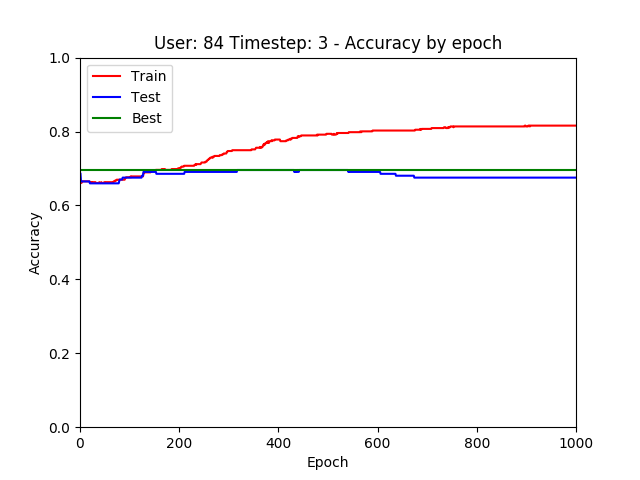 User: 84 Timestep: 3 - Accuracy by epoch
Train
Test
Best
1.0
0.8
0.6
0.4
0.2
0.0
Accuracy
0 200 400 600 800 1000
Epoch